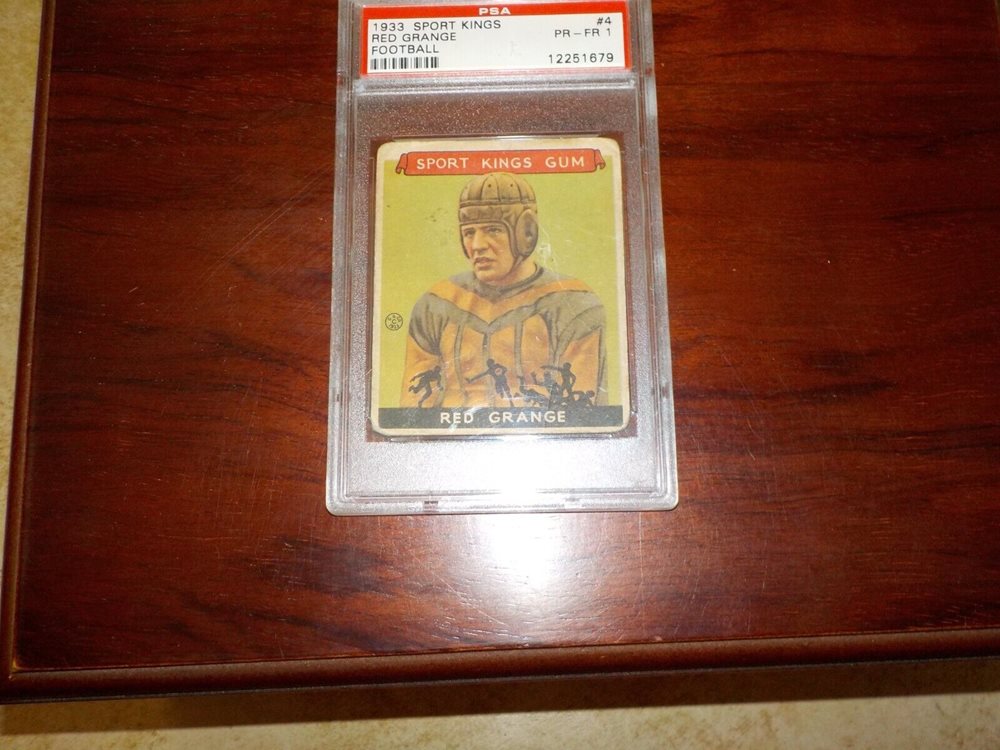 PSA
1933 SPORT KINGS #4
RED GRANGE PR - FR 1
FOOTBALL
12251679
SPORT KINGS GUM
RED GRANGE